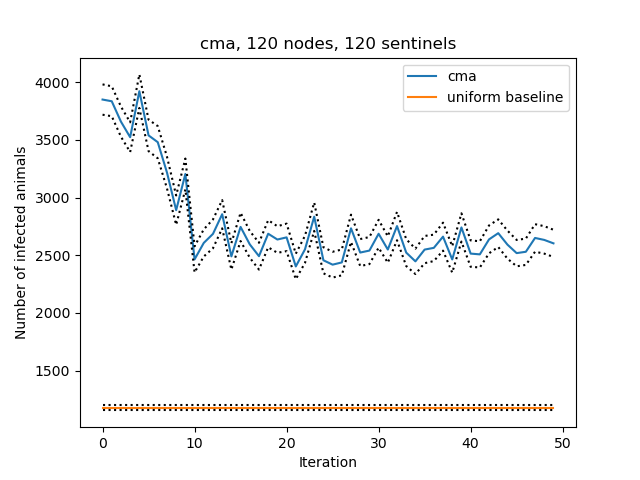 cma, 120 nodes, 120 sentinels
cma
uniform baseline
Number of infected animals
4000
3500
3000
2500
2000
1500
0 10 20 30 40 50
Iteration